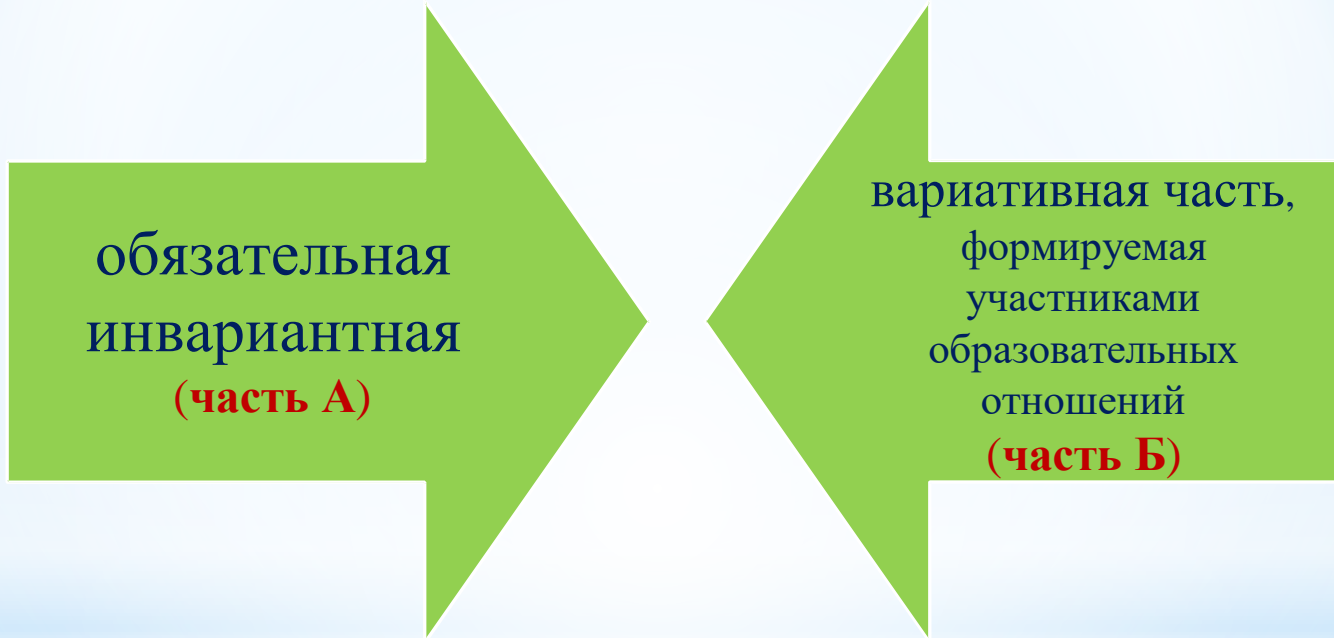 обязательная
инвариантная
(часть А)
вариативная часть,
формируемая
участниками
образовательных
отношений
(часть Б)